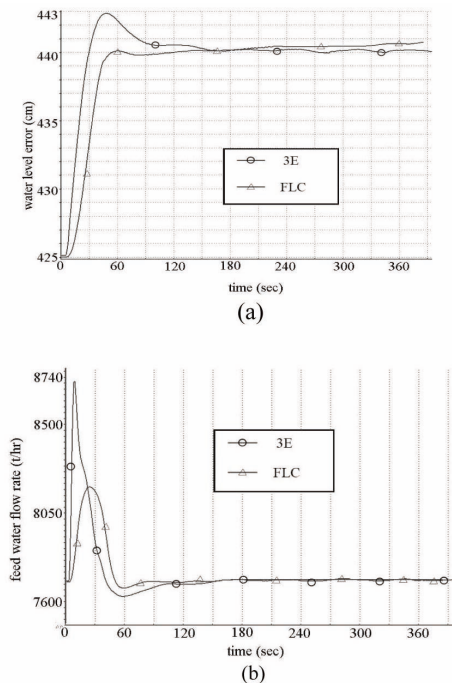 443
440
435
430
425
water level error (cm)
3E
FLC
0 60 120 180 240 300 360
time (sec)
(a)
8740
8500
8050
7600
feed water flow rate (t/hr)
3E
FLC
0 60 120 180 240 300 360
time (sec)
(b)